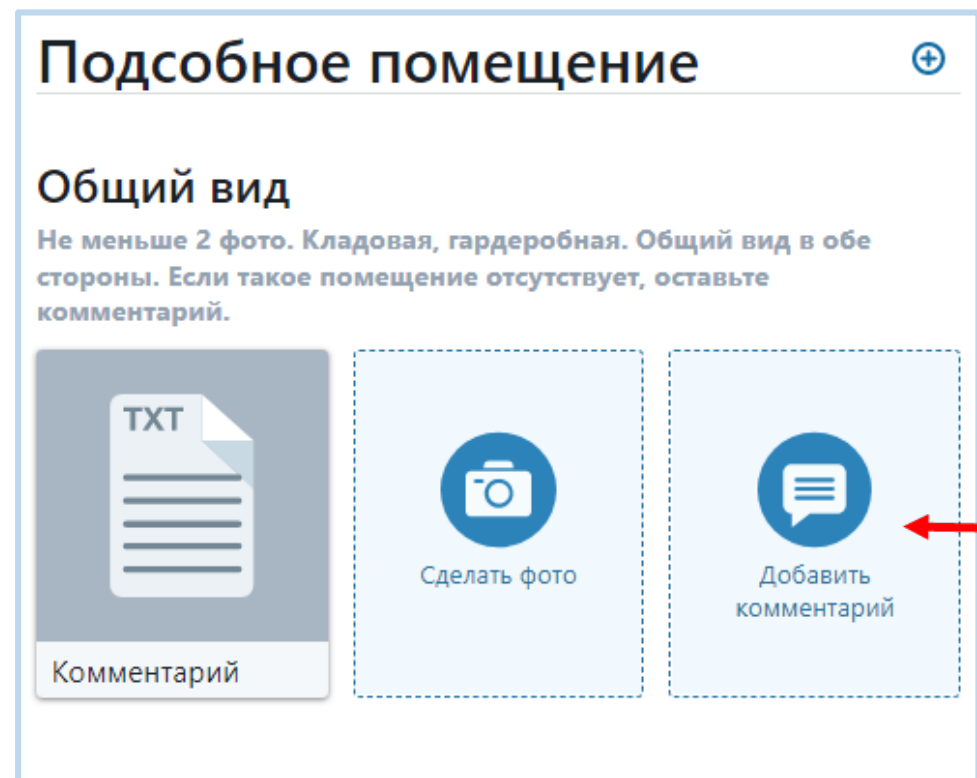 Подсобное помещение
Общий вид
Не меньше 2 фото. Кладовая, гардеробная. Общий вид в обе
стороны. Если такое помещение отсутствует, оставьте
комментарий.
TXT
Комментарий
Сделать фото
Добавить
комментарий